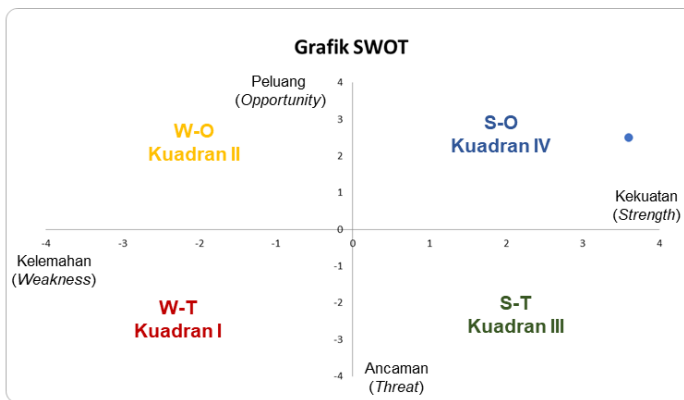 Grafik SWOT
Peluang
(Opportunity)
4
3
2
1
0
-1
-2
-3
-4
W-O
Kuadran II
S-O
Kuadran IV
Kekuatan
(Strength)
-4
-3
-2
-1
0
1
2
3
4
Kelemahan
(Weakness)
W-T
Kuadran I
S-T
Kuadran III
Ancaman
(Threat)